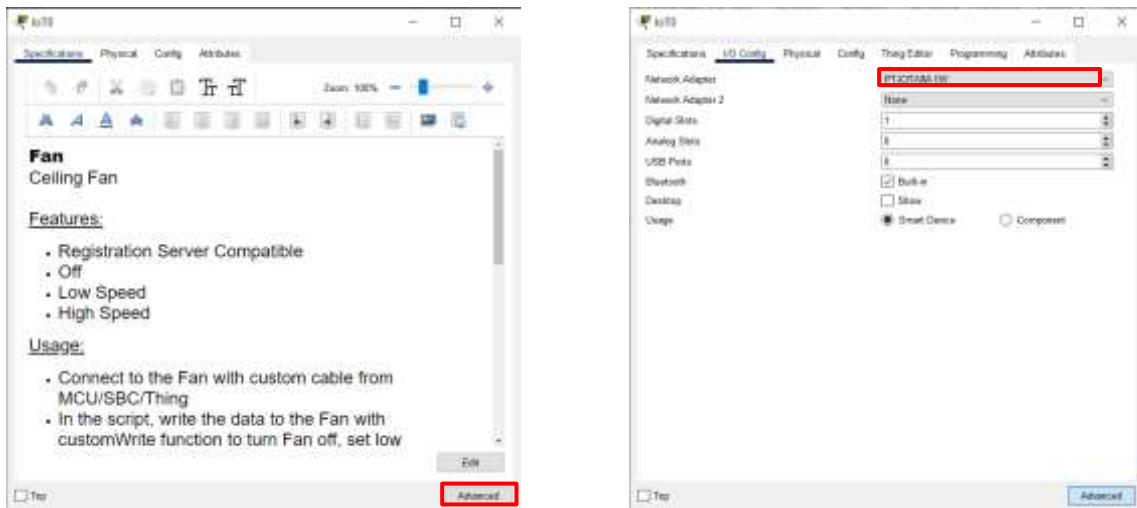 IoT0
Specifications Physical Config Attributes
Zoom: 100%
Fan
Ceiling Fan
Features:
Registration Server Compatible
Off
Low Speed
High Speed
Usage:
Connect to the Fan with custom cable from
MCU/SBC/Thing
In the script, write the data to the Fan with
customWrite function to turn Fan off, set low
Edit
Top
Advanced
IoT0
Specifications I/O Config Physical Config Thing Editor Programming Attributes
Network Adapter
Network Adapter 2 None
Digital Slots 1
Analog Slots 0
USB Ports 0
Bluetooth Built-in
Desktop Show
Usage Smart Device Component
Top
Advanced